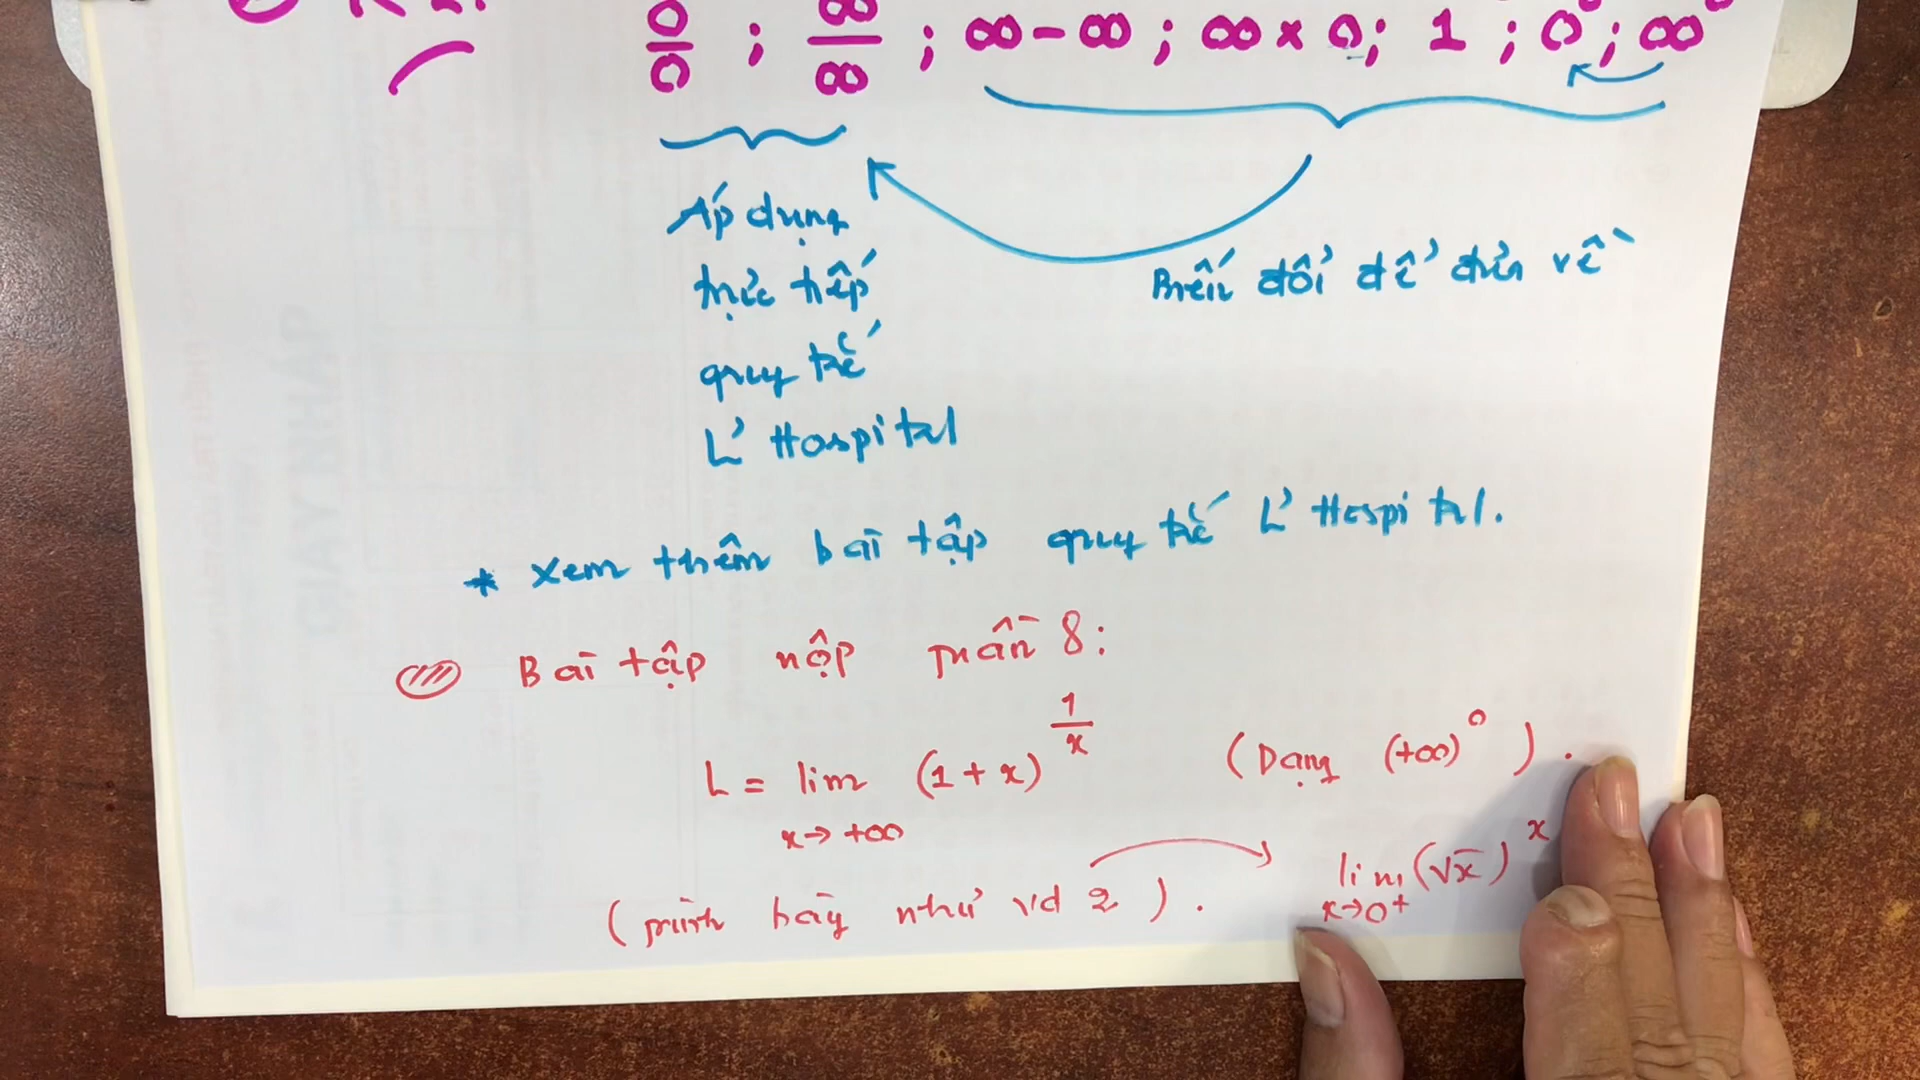 0/0 ; ∞/∞ ; ∞ - ∞ ; ∞ x 0 ; 1 ; 0⁰ ; ∞⁰
Áp dụng
trực tiếp
quy tắc
L' Hospital
Biến đổi để đưa về
* Xem thêm bài tập quy tắc L' Hospital.
Bài tập nộp tuần 8:
L = lim (1 + x)^(1/x) (Dạng (+∞)⁰).
x → +∞
(trình bày như vd 2). lim (√x)^x
x → 0⁺